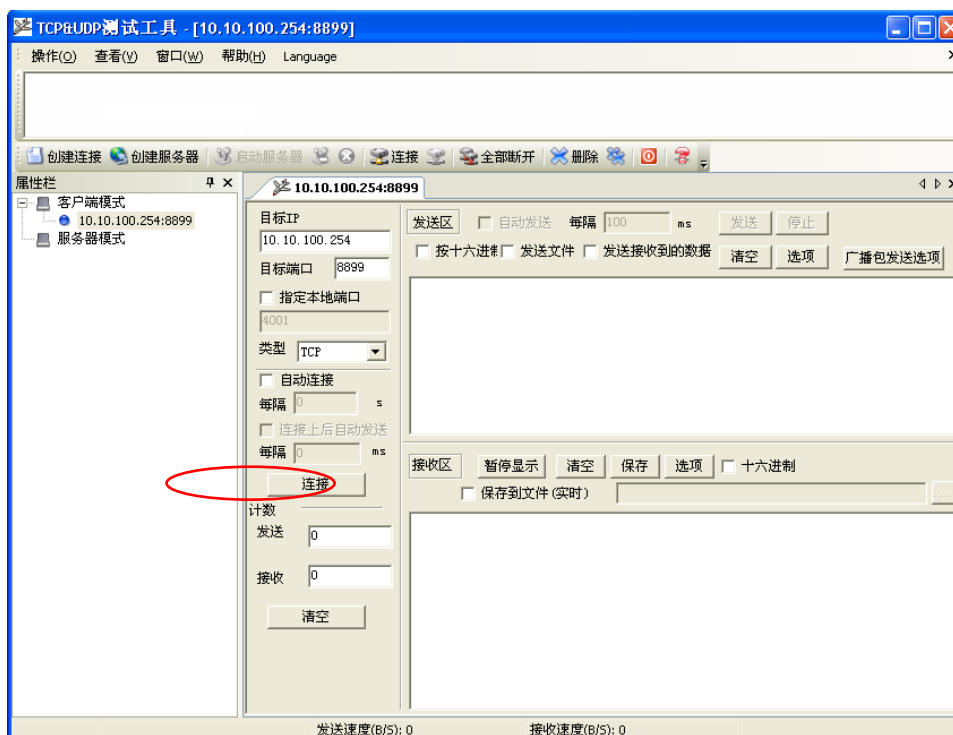 TCP&UDP测试工具 - [10.10.100.254:8899]
操作(O) 查看(V) 窗口(W) 帮助(H) Language
创建连接 创建服务器 启动服务器 连接 全部断开 删除
属性栏
客户端模式
10.10.100.254:8899
服务器模式
10.10.100.254:8899
目标IP
10.10.100.254
目标端口 8899
指定本地端口
4001
类型 TCP
自动连接
每隔 0 s
连接上后自动发送
每隔 0 ms
连接
计数
发送 0
接收 0
清空
发送区 自动发送 每隔 100 ms 发送 停止
按十六进制 发送文件 发送接收到的数据 清空 选项 广播包发送选项
接收区 暂停显示 清空 保存 选项 十六进制
保存到文件(实时) ...
发送速度(B/S): 0 接收速度(B/S): 0